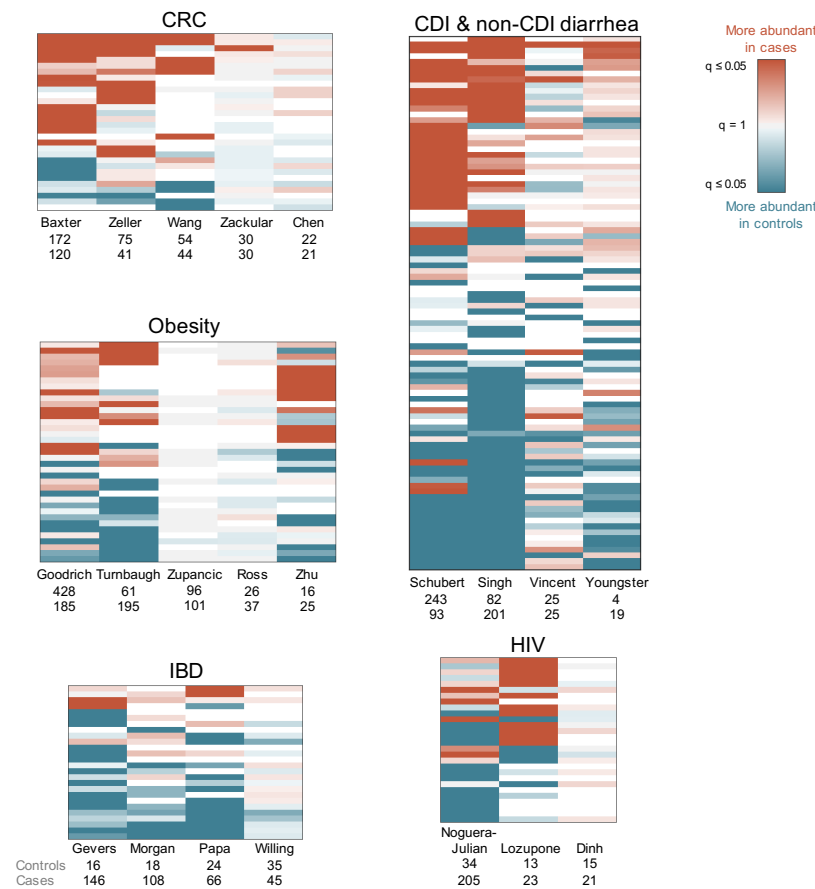 CRC
Baxter Zeller Wang Zackular Chen
172 75 54 30 22
120 41 44 30 21
CDI & non-CDI diarrhea
Schubert Singh Vincent Youngster
243 82 25 4
93 201 25 19
More abundant
in cases
q ≤ 0.05
q = 1
q ≤ 0.05
More abundant
in controls
Obesity
Goodrich Turnbaugh Zupancic Ross Zhu
428 61 96 26 16
185 195 101 37 25
IBD
Gevers Morgan Papa Willing
Controls 16 18 24 35
Cases 146 108 66 45
HIV
Noguera-
Julian Lozupone Dinh
34 13 15
205 23 21